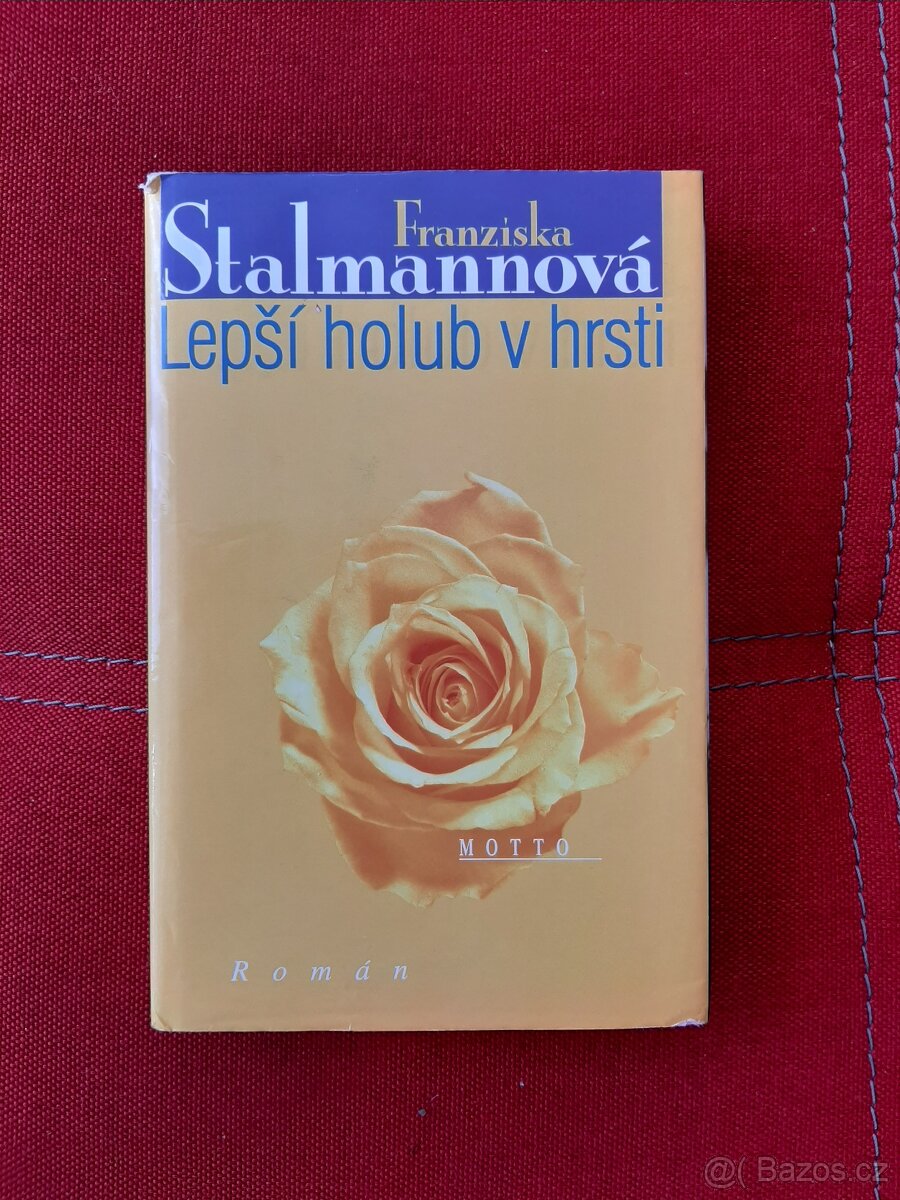 Franziska
Stalmannová
Lepší holub v hrsti
MOTTO
Román
@( Bazos.cz